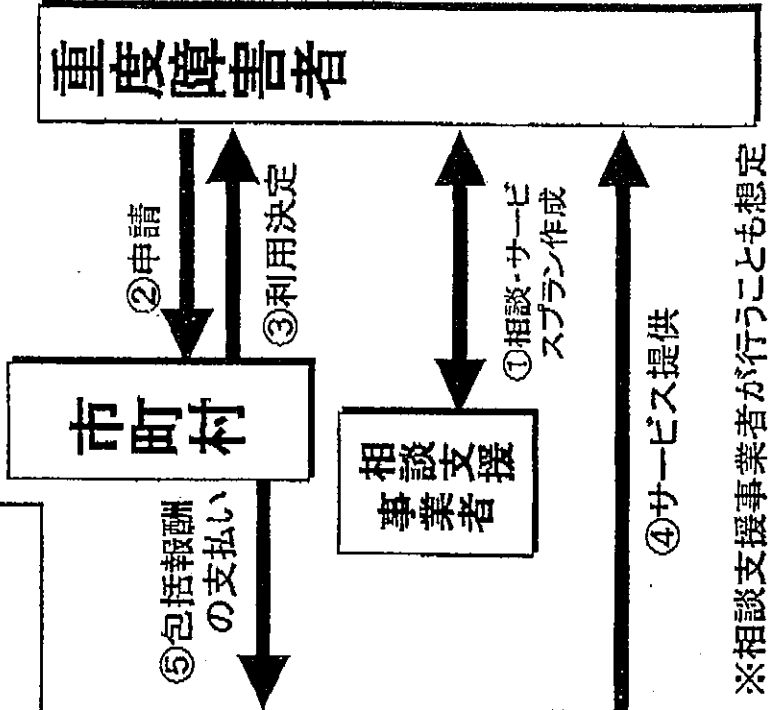 重度障害者
②申請
③利用決定
市町村
⑤包括報酬
の支払い
①相談・サービ
スプラン作成
相談支援
事業者
④サービス提供
※相談支援事業者が行うことも想定